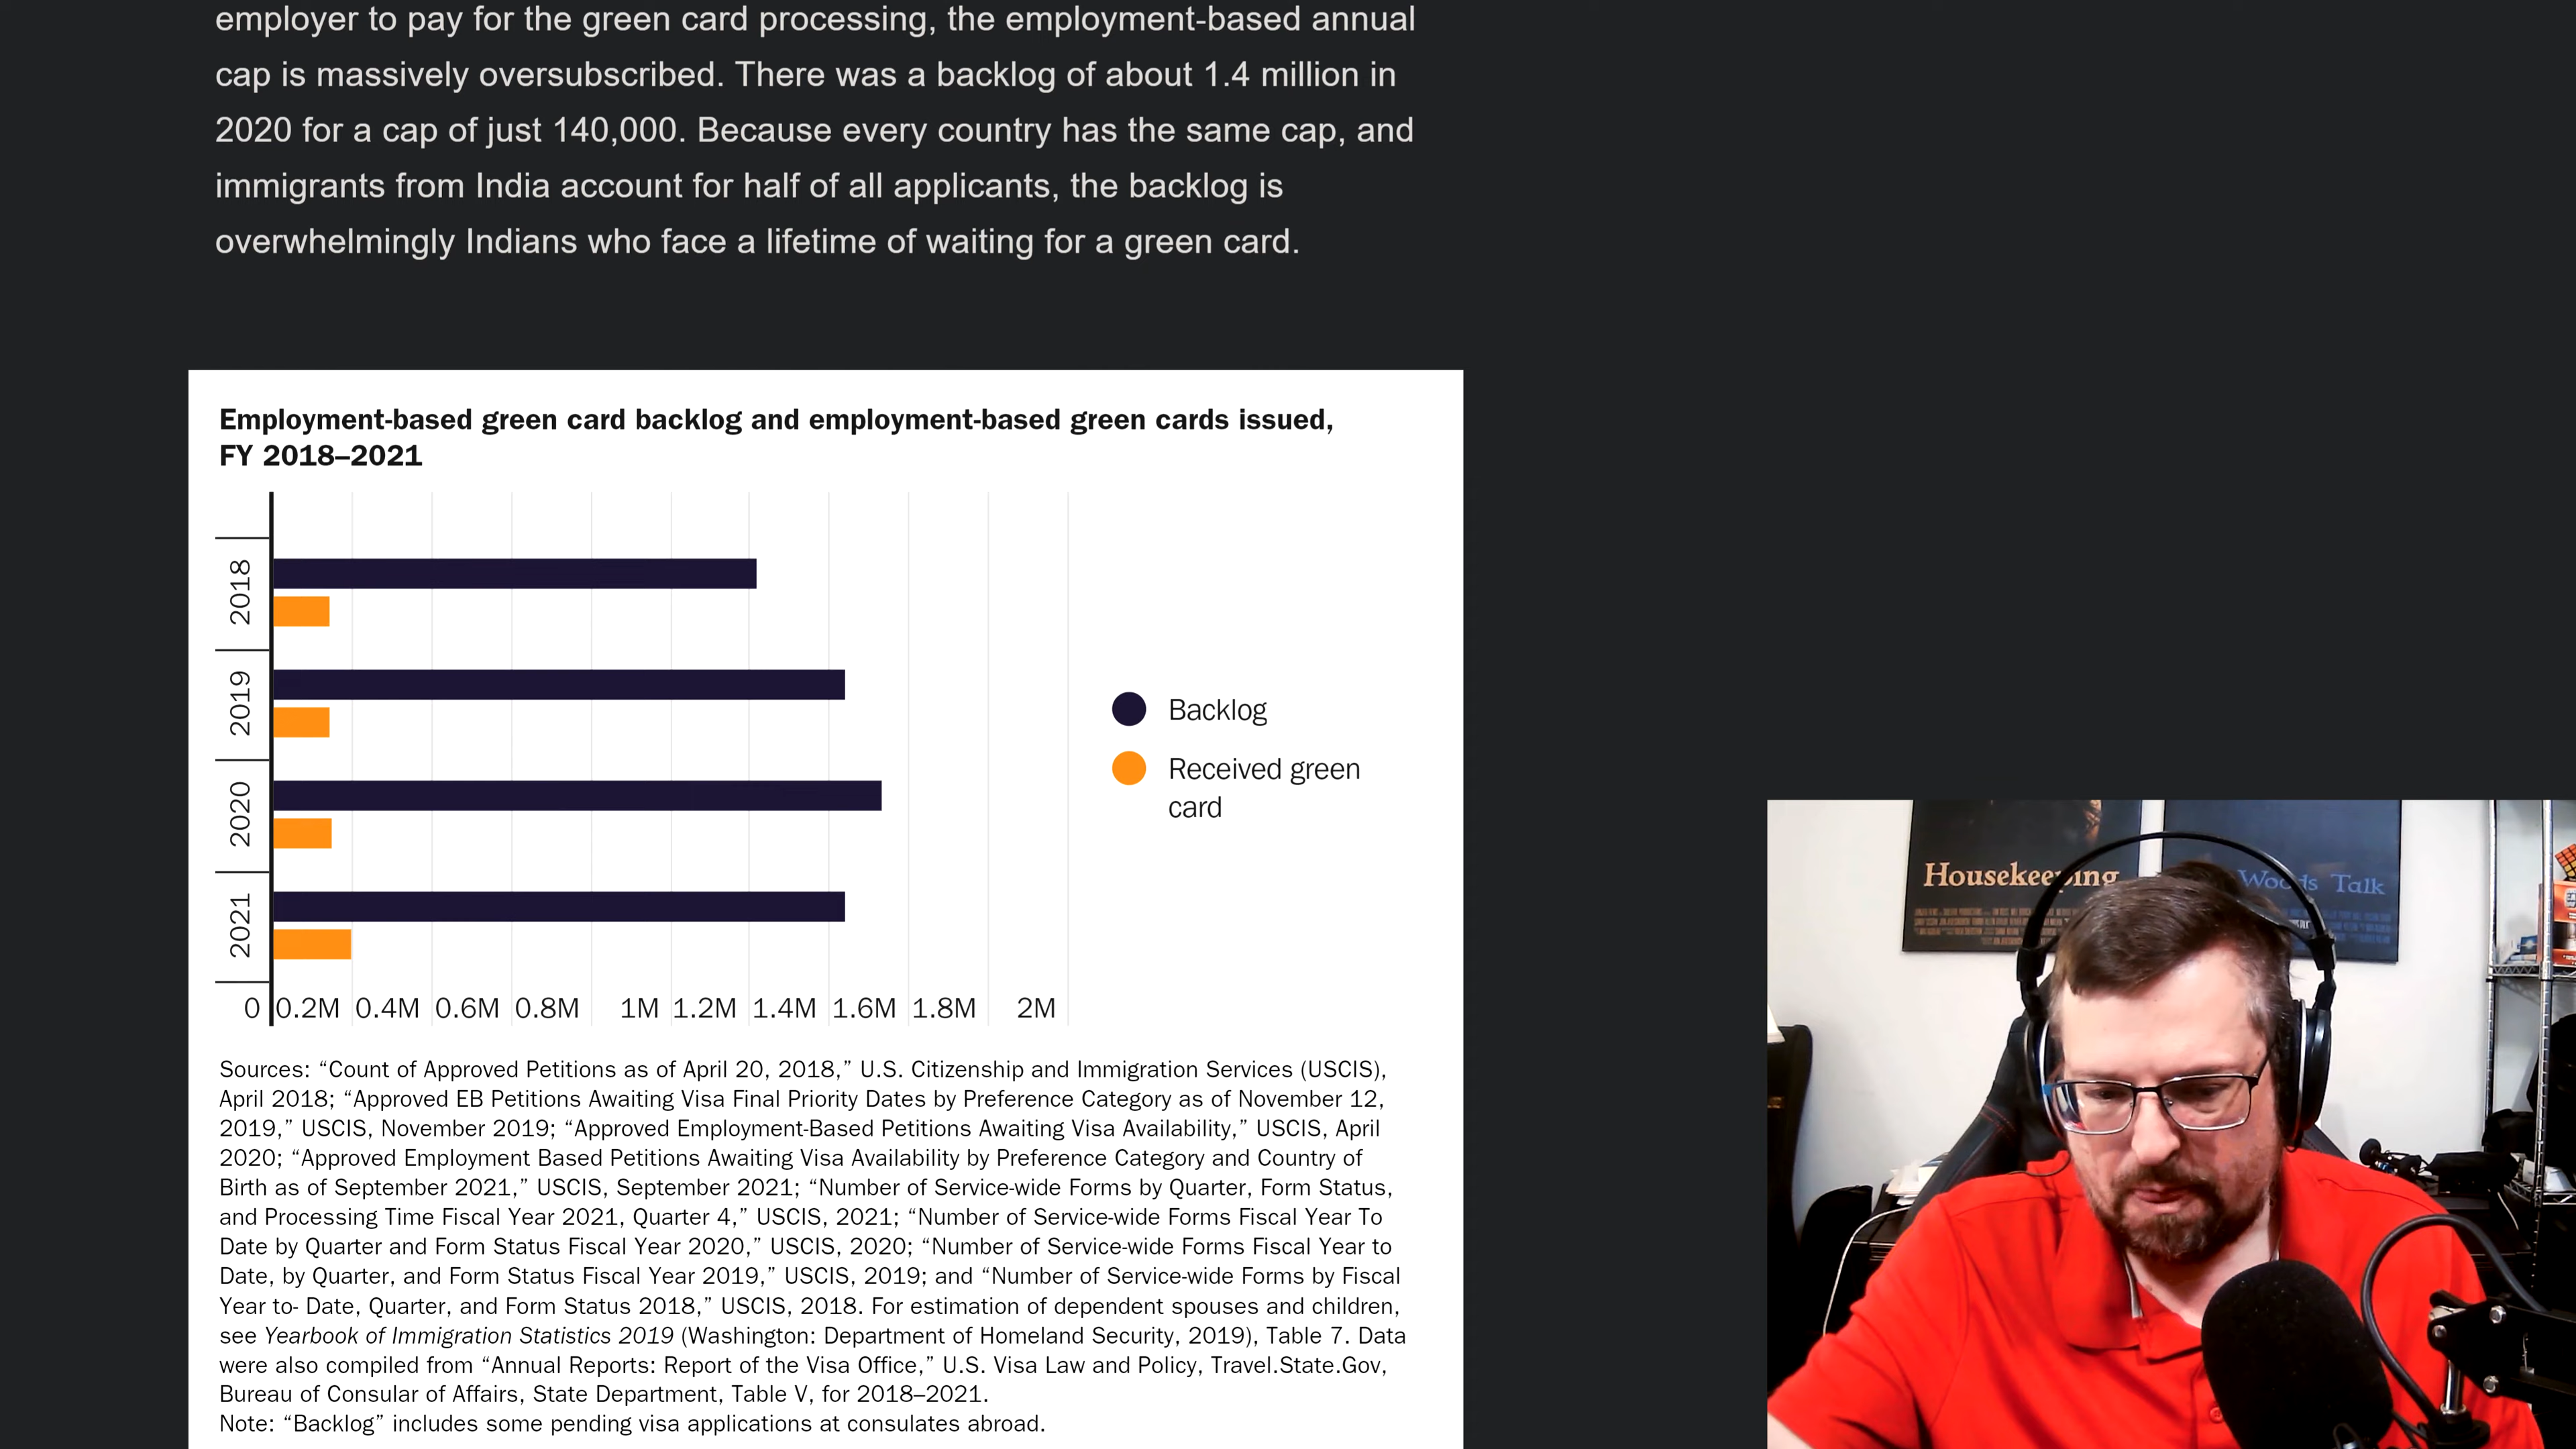 employer to pay for the green card processing, the employment-based annual
cap is massively oversubscribed. There was a backlog of about 1.4 million in
2020 for a cap of just 140,000. Because every country has the same cap, and
immigrants from India account for half of all applicants, the backlog is
overwhelmingly Indians who face a lifetime of waiting for a green card.
Employment-based green card backlog and employment-based green cards issued,
FY 2018–2021
2018
2019
2020
2021
0 0.2M 0.4M 0.6M 0.8M 1M 1.2M 1.4M 1.6M 1.8M 2M
Backlog
Received green
card
Sources: “Count of Approved Petitions as of April 20, 2018,” U.S. Citizenship and Immigration Services (USCIS),
April 2018; “Approved EB Petitions Awaiting Visa Final Priority Dates by Preference Category as of November 12,
2019,” USCIS, November 2019; “Approved Employment-Based Petitions Awaiting Visa Availability,” USCIS, April
2020; “Approved Employment Based Petitions Awaiting Visa Availability by Preference Category and Country of
Birth as of September 2021,” USCIS, September 2021; “Number of Service-wide Forms by Quarter, Form Status,
and Processing Time Fiscal Year 2021, Quarter 4,” USCIS, 2021; “Number of Service-wide Forms Fiscal Year To
Date by Quarter and Form Status Fiscal Year 2020,” USCIS, 2020; “Number of Service-wide Forms Fiscal Year to
Date, by Quarter, and Form Status Fiscal Year 2019,” USCIS, 2019; and “Number of Service-wide Forms by Fiscal
Year to- Date, Quarter, and Form Status 2018,” USCIS, 2018. For estimation of dependent spouses and children,
see Yearbook of Immigration Statistics 2019 (Washington: Department of Homeland Security, 2019), Table 7. Data
were also compiled from “Annual Reports: Report of the Visa Office,” U.S. Visa Law and Policy, Travel.State.Gov,
Bureau of Consular of Affairs, State Department, Table V, for 2018–2021.
Note: “Backlog” includes some pending visa applications at consulates abroad.
Housekeeping
Woods Talk